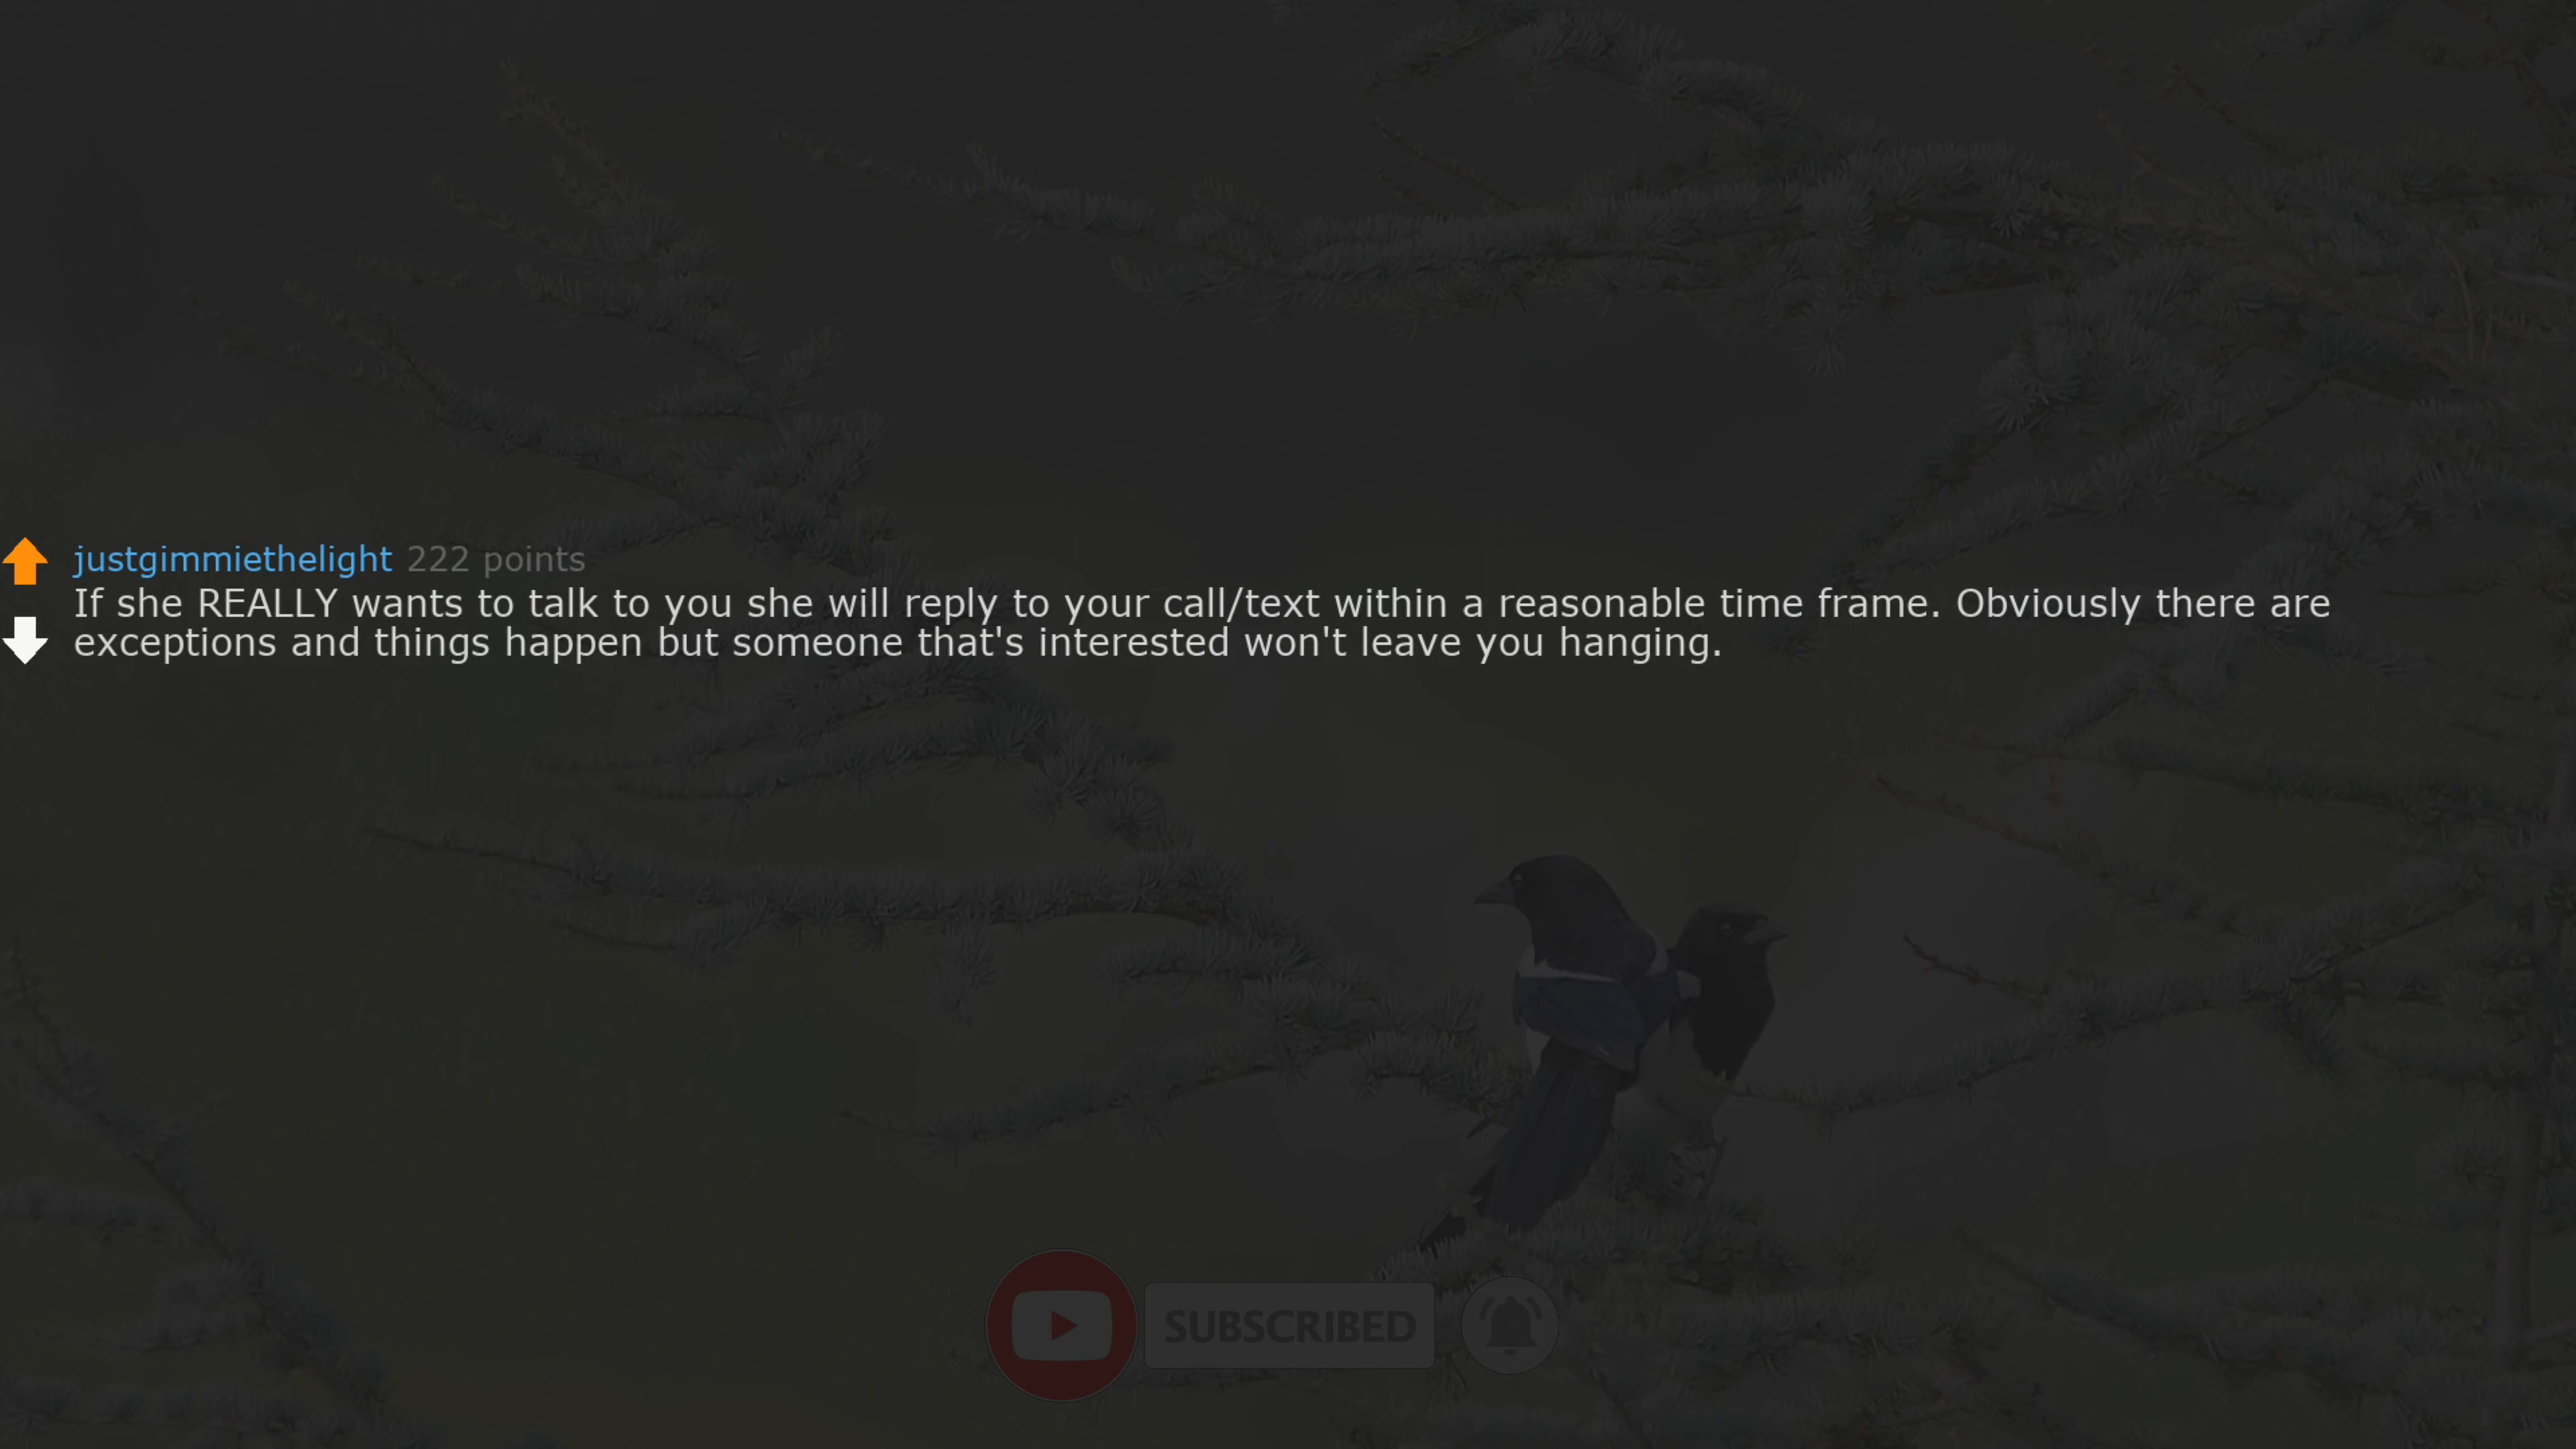 justgimmiethelight 222 points
If she REALLY wants to talk to you she will reply to your call/text within a reasonable time frame. Obviously there are
exceptions and things happen but someone that's interested won't leave you hanging.
SUBSCRIBED